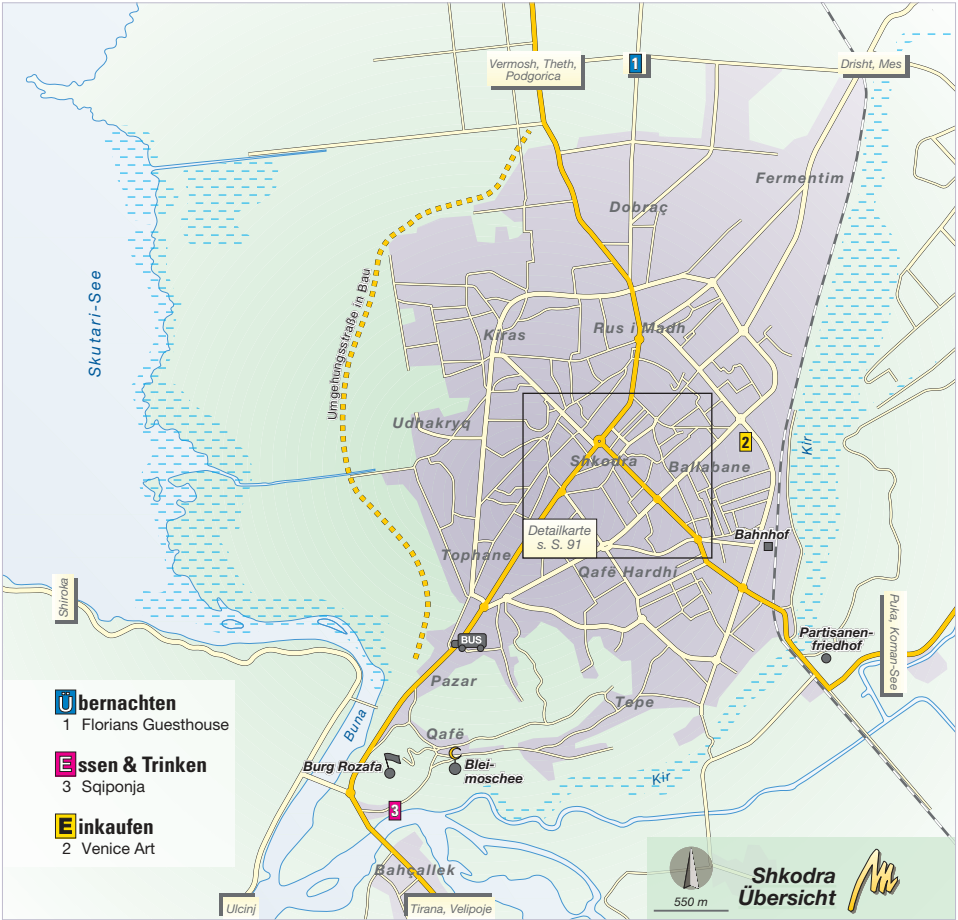 Vermosh, Theth,
Podgorica
1
Drisht, Mes
Fermentim
Dobraç
Skutari-See
Umgehungsstraße in Bau
Kiras
Rus i Madh
Udhakryq
2
Kir
Shkodra
Ballabane
Detailkarte
s. S. 91
Bahnhof
Tophane
Qafë Hardhi
Shiroka
Puka, Koman-See
BUS
Partisanen-
friedhof
Pazar
Tepe
Übernachten
1 Florians Guesthouse
Essen & Trinken
3 Sqiponja
Einkaufen
2 Venice Art
Buna
Qafë
Burg Rozafa
Blei-
moschee
Kir
3
Bahçallek
Ulcinj
Tirana, Velipoje
550 m
Shkodra
Übersicht